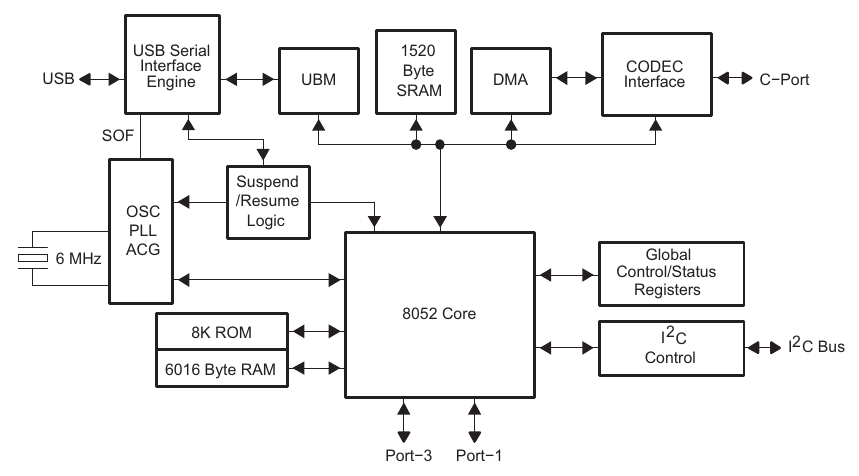 USB Serial
Interface
Engine
USB
UBM
1520
Byte
SRAM
DMA
CODEC
Interface
C−Port
SOF
Suspend
/Resume
Logic
OSC
PLL
ACG
6 MHz
8052 Core
Global
Control/Status
Registers
8K ROM
6016 Byte RAM
I2C
Control
I2C Bus
Port−3
Port−1